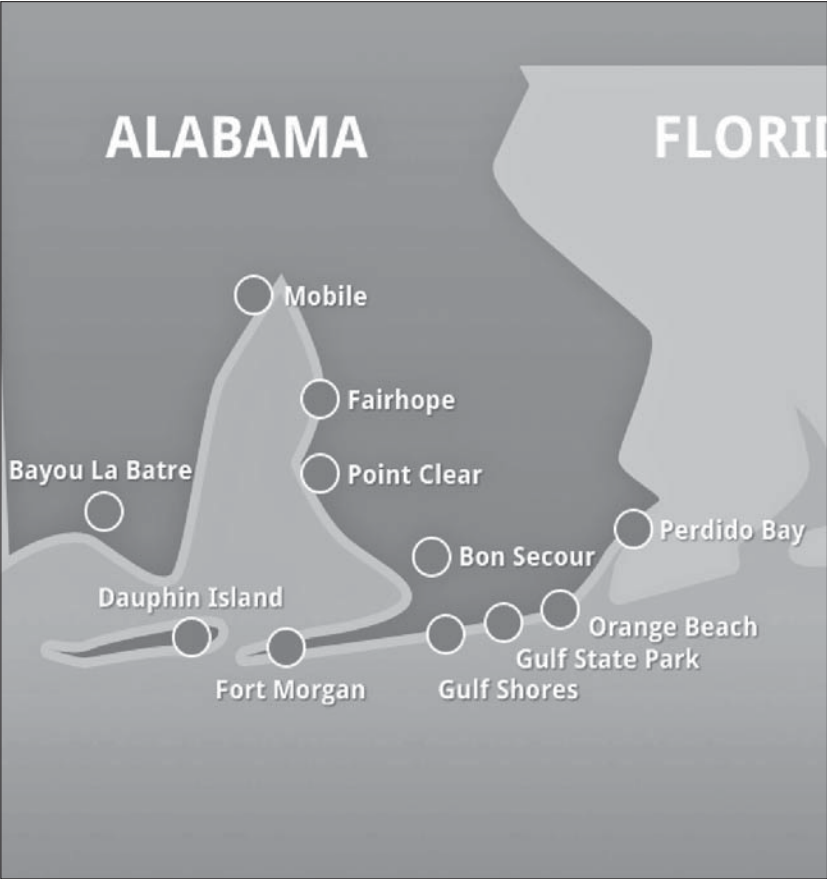 ALABAMA
FLORID
Mobile
Fairhope
Bayou La Batre
Point Clear
Perdido Bay
Bon Secour
Dauphin Island
Orange Beach
Gulf State Park
Fort Morgan
Gulf Shores